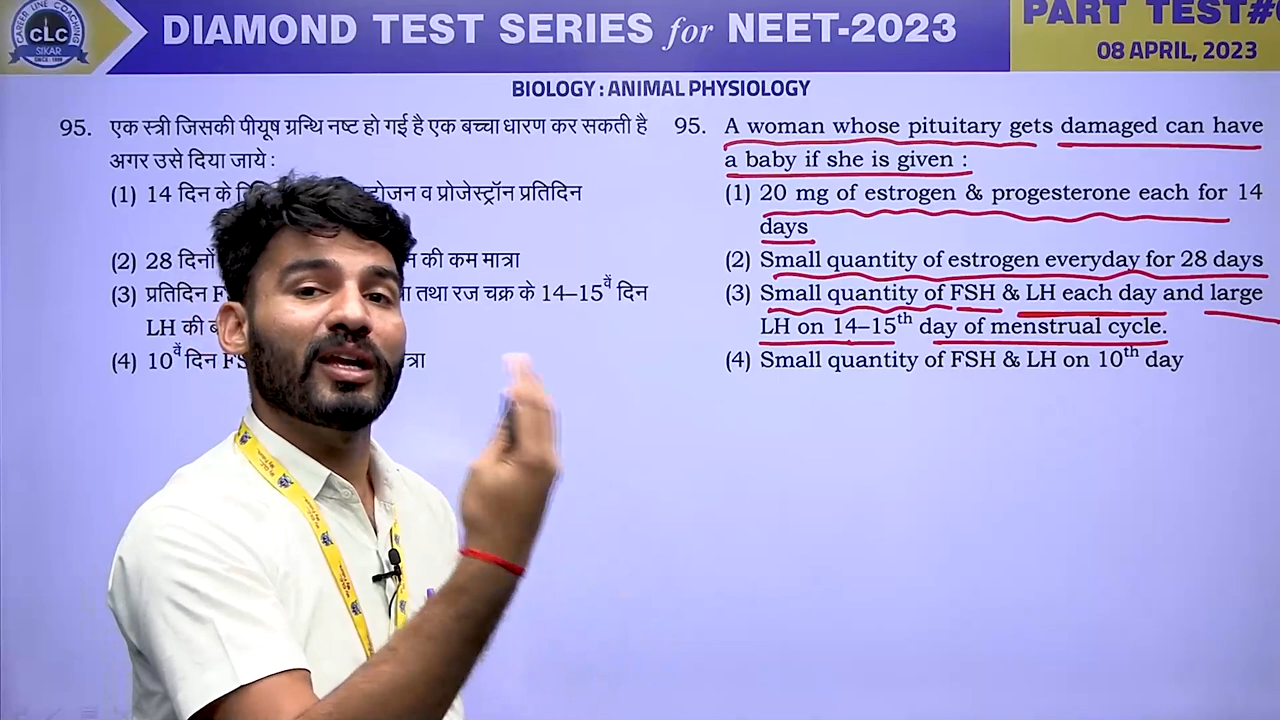 CAREER LINE COACHING
CLC
SIKAR
SINCE : 1996
DIAMOND TEST SERIES for NEET-2023
PART TEST#
08 APRIL, 2023
BIOLOGY : ANIMAL PHYSIOLOGY
95. एक स्त्री जिसकी पीयूष ग्रन्थि नष्ट हो गई है एक बच्चा धारण कर सकती है
अगर उसे दिया जाये :
(1) 14 दिन के व प्रोजेस्ट्रॉन प्रतिदिन
(2) 28 दिनों की कम मात्रा
(3) प्रतिदिन तथा रज चक्र के 14–15वें दिन
LH की
(4) 10वें दिन
95. A woman whose pituitary gets damaged can have
a baby if she is given :
(1) 20 mg of estrogen & progesterone each for 14
days
(2) Small quantity of estrogen everyday for 28 days
(3) Small quantity of FSH & LH each day and large
LH on 14–15th day of menstrual cycle.
(4) Small quantity of FSH & LH on 10th day